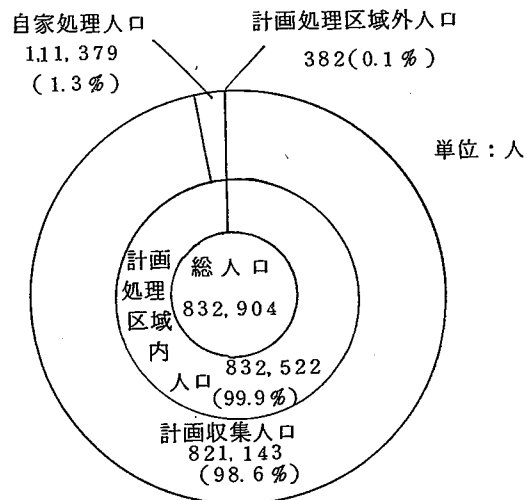 自家処理人口
1,11,379
(1.3%)
計画処理区域外人口
382(0.1%)
単位：人
総人口
832,904
計画
処理
区域
内
人口
832,522
(99.9%)
計画収集人口
821,143
(98.6%)